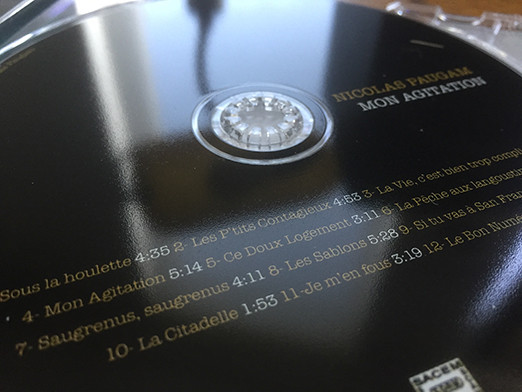 NICOLAS PAUGAM
MON AGITATION
Sous la houlette 4:35 2- Les P'tits Contagieux 4:53 3- La Vie, c'est bien trop
4- Mon Agitation 5:14 5- Ce Doux Logement 3:11 6- La Pêche aux
7- Saugrenus, saugrenus 4:11 8- Les Sablons 5:28 9- Si tu vas à San
10- La Citadelle 1:53 11- Je m'en fous 3:19 12- Le Bon
SACEM